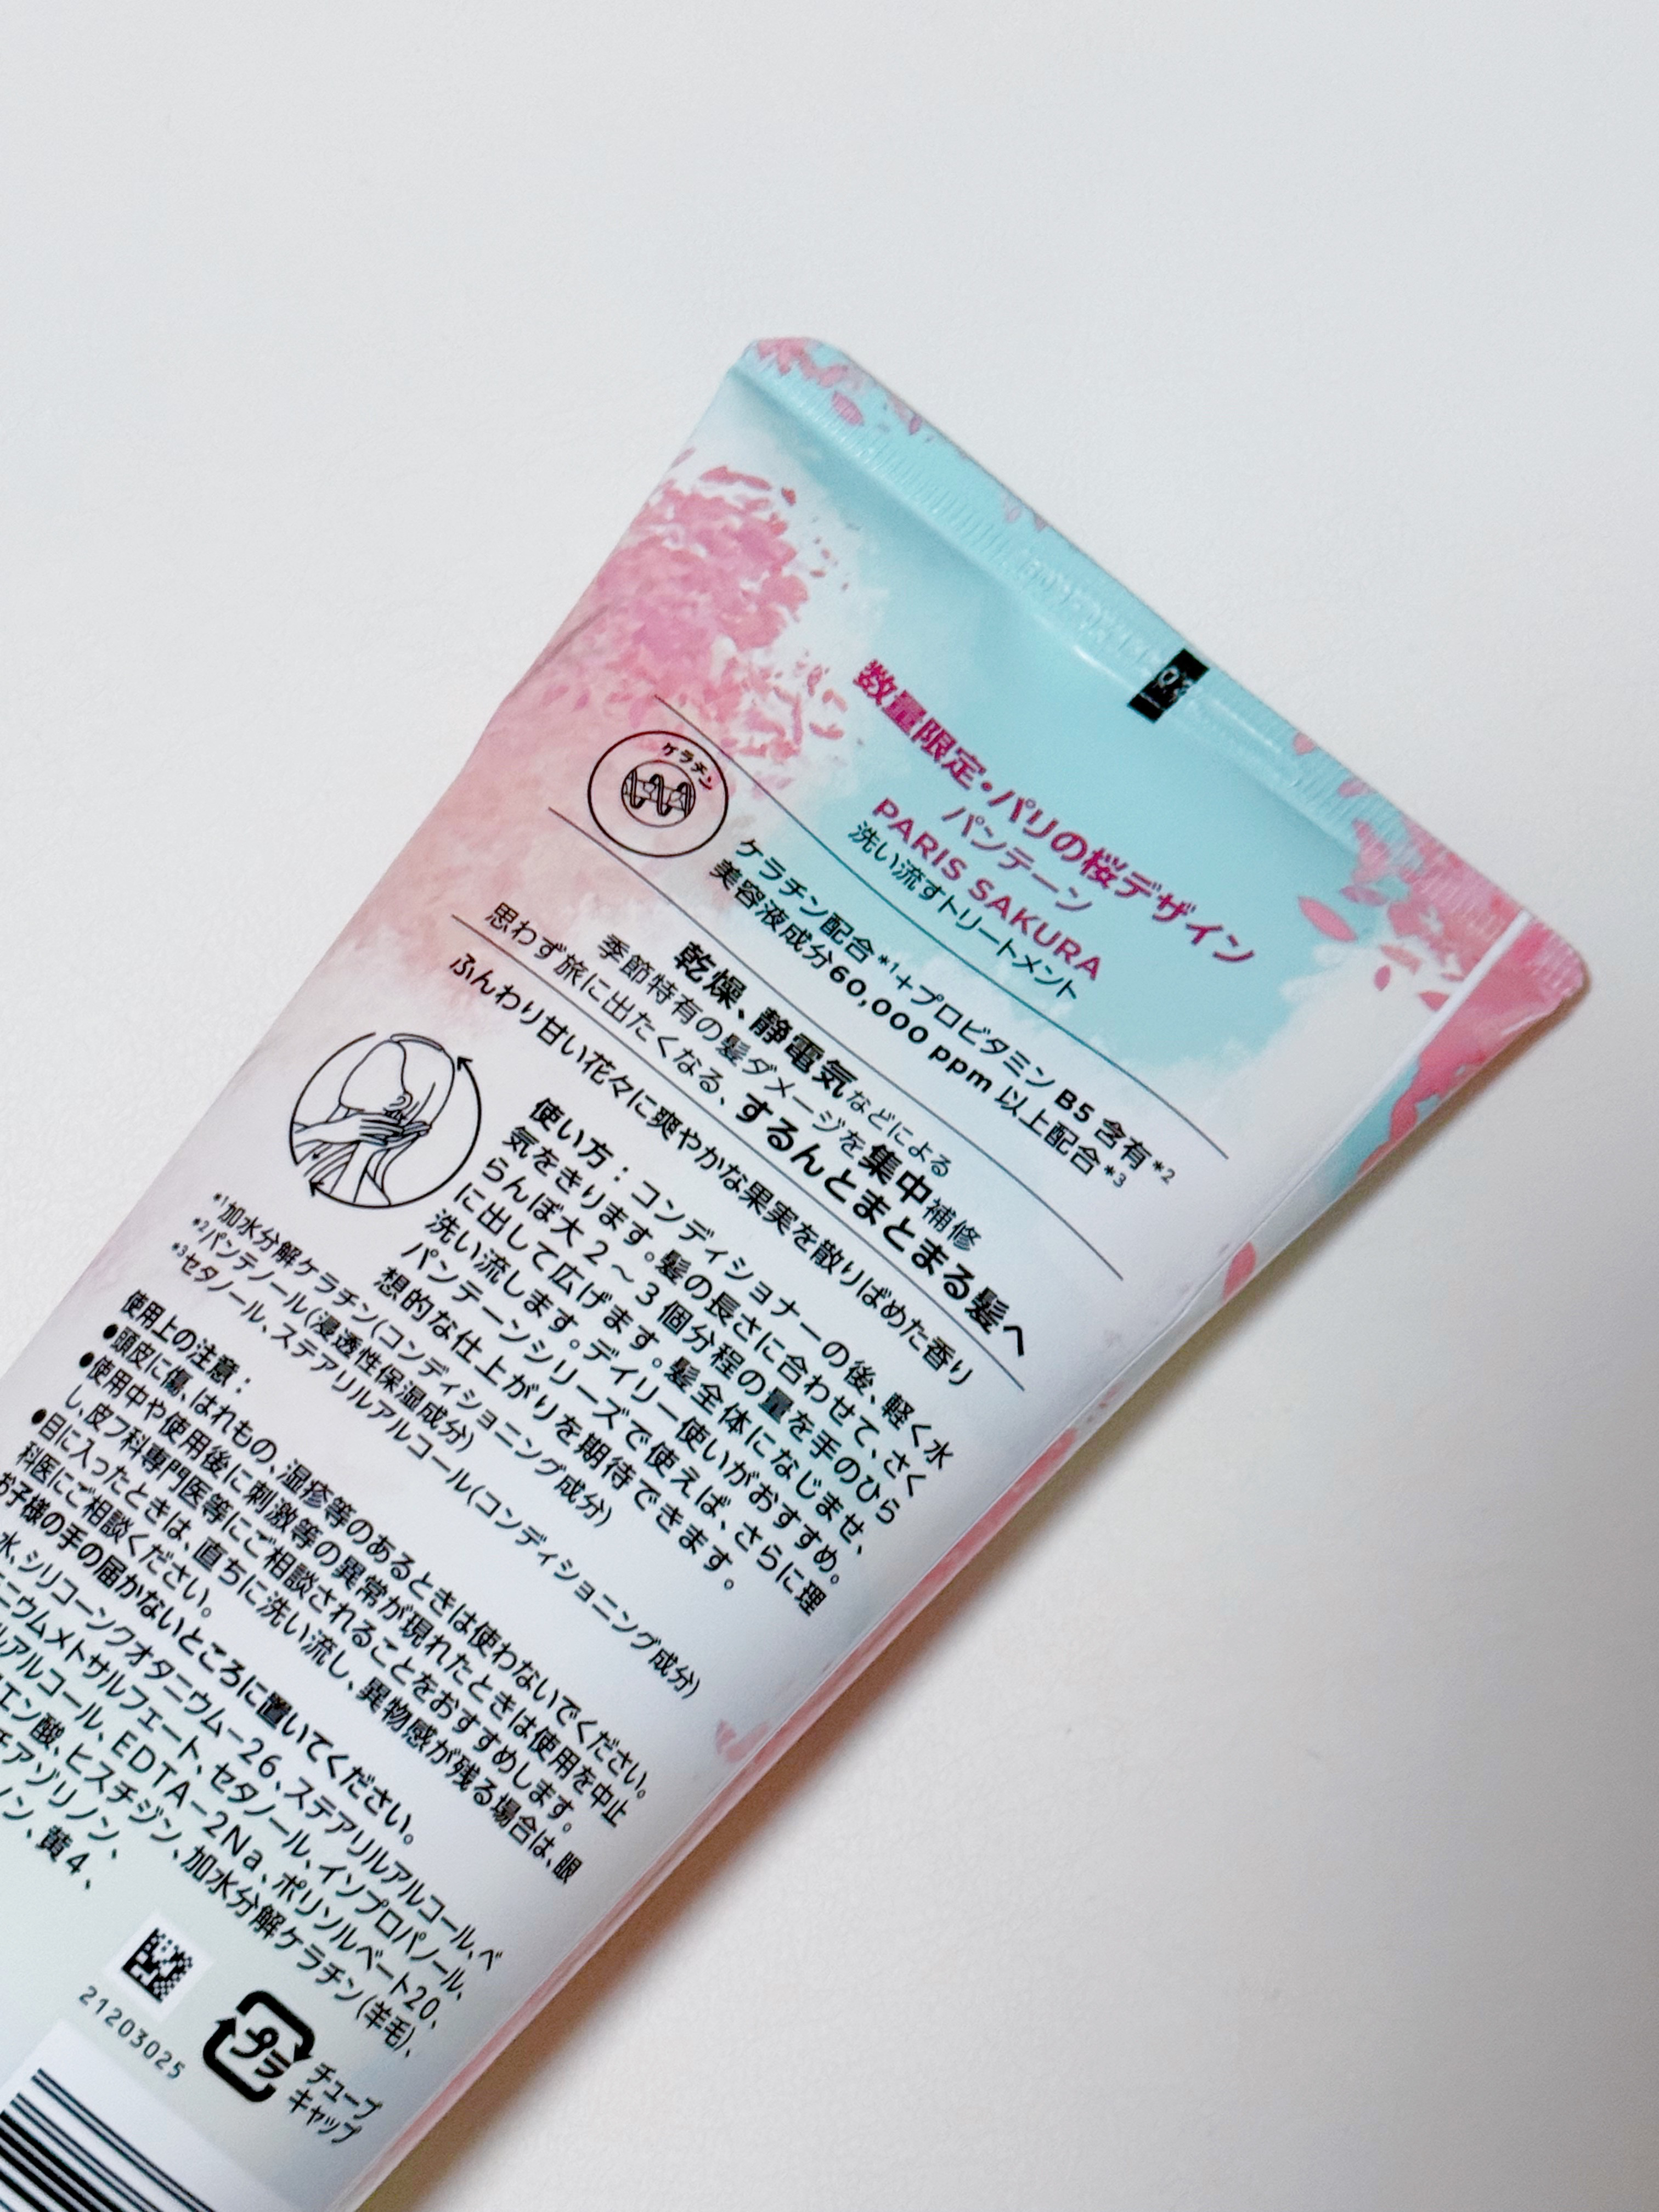 数量限定・パリの桜デザイン
パンテーン
PARIS SAKURA
洗い流すトリートメント
ケラチン
ケラチン配合*1+プロビタミンB5含有*2
美容液成分60,000 ppm 以上配合*3
乾燥、静電気などによる
季節特有の髪ダメージを集中補修
思わず旅に出たくなる、するんとまとまる髪へ
ふんわり甘い花々に爽やかな果実を散りばめた香り
使い方：コンディショナーの後、軽く水
気をきります。髪の長さに合わせて、さく
らんぼ大2～3個分程の量を手のひら
に出して広げます。髪全体になじませ、
洗い流します。デイリー使いがおすすめ。
パンテーンシリーズで使えば、さらに理
想的な仕上がりを期待できます。
*1加水分解ケラチン(コンディショニング成分)
*2パンテノール(浸透性保湿成分)
*3セタノール、ステアリルアルコール(コンディショニング成分)
使用上の注意：
●頭皮に傷、はれもの、湿疹等のあるときは使わないでください。
●使用中や使用後に刺激等の異常が現れたときは使用を中止
し、皮フ科専門医等にご相談されることをおすすめします。
●目に入ったときは、直ちに洗い流し、異物感が残る場合は、眼
科医にご相談ください。
お子様の手の届かないところに置いてください。
水、シリコーンクオタニウム-26、ステアリルアルコール、ベ
ニウムメトサルフェート、セタノール、イソプロパノール、
ルアルコール、EDTA-2Na、ポリソルベート20、
エン酸、ヒスチジン、加水分解ケラチン(羊毛)、
チアゾリノン、
ノン、黄4、
21203025
プラ
チューブ
キャップ